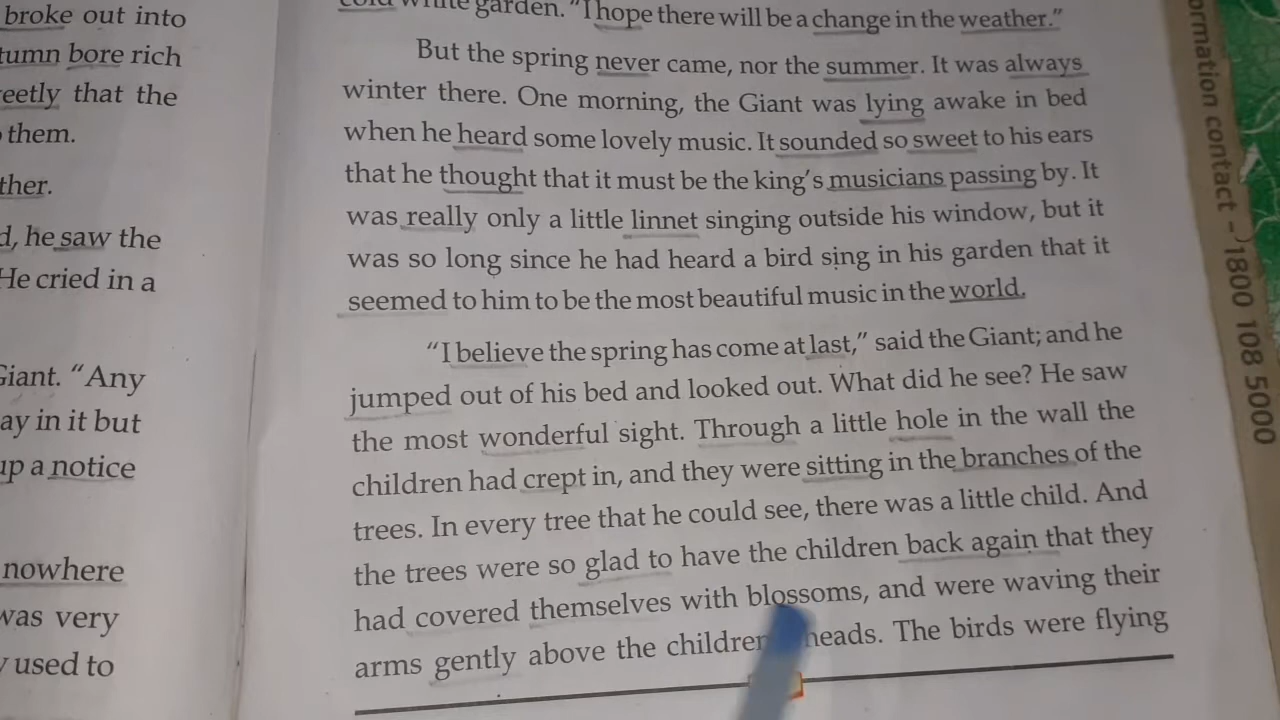 broke out into
tumn bore rich
eetly that the
them.
ther.
d, he saw the
He cried in a
Giant. "Any
ay in it but
up a notice
nowhere
was very
y used to
cold white garden. "I hope there will be a change in the weather."
But the spring never came, nor the summer. It was always
winter there. One morning, the Giant was lying awake in bed
when he heard some lovely music. It sounded so sweet to his ears
that he thought that it must be the king's musicians passing by. It
was really only a little linnet singing outside his window, but it
was so long since he had heard a bird sing in his garden that it
seemed to him to be the most beautiful music in the world.
"I believe the spring has come at last," said the Giant; and he
jumped out of his bed and looked out. What did he see? He saw
the most wonderful sight. Through a little hole in the wall the
children had crept in, and they were sitting in the branches of the
trees. In every tree that he could see, there was a little child. And
the trees were so glad to have the children back again that they
had covered themselves with blossoms, and were waving their
arms gently above the children heads. The birds were flying
ormation contact - 1800 108 5000